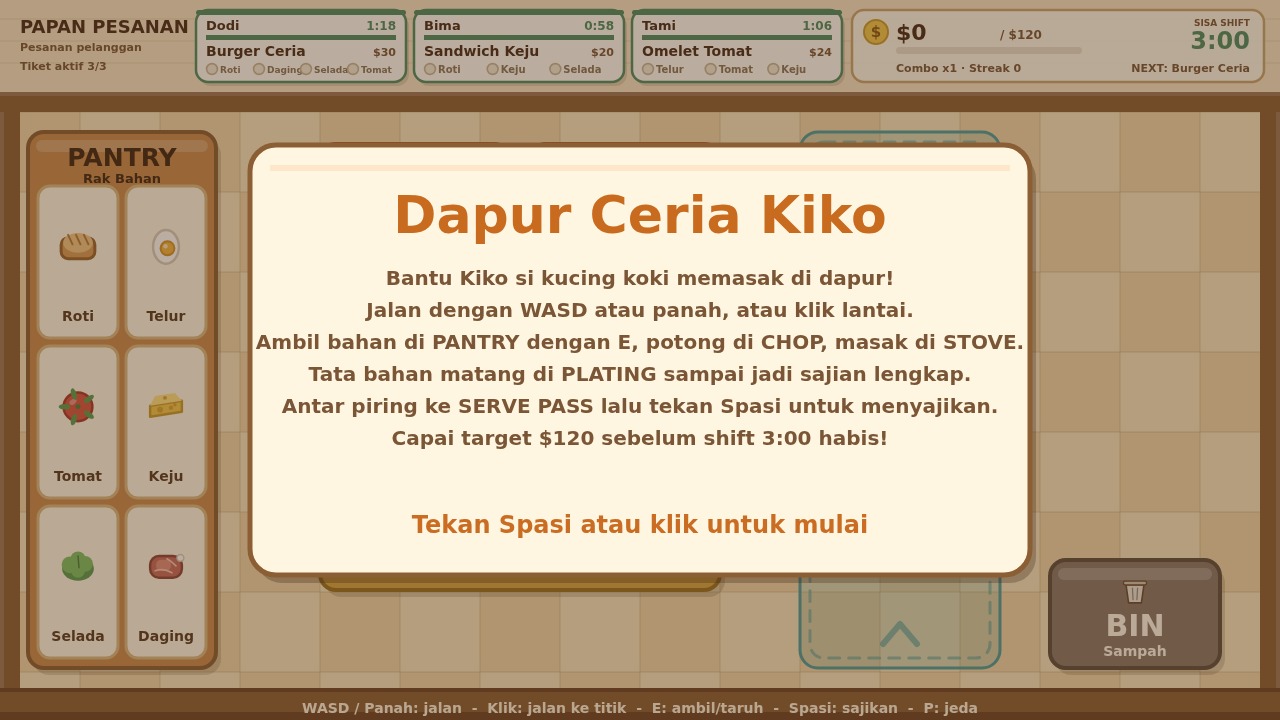 PAPAN PESANAN
Pesanan pelanggan
Tiket aktif 3/3
Dodi 1:18
Burger Ceria $30
Roti Daging Selada Tomat
Bima 0:58
Sandwich Keju $20
Roti Keju Selada
Tami 1:06
Omelet Tomat $24
Telur Tomat Keju
$ $0 / $120
Combo x1 · Streak 0
SISA SHIFT
3:00
NEXT: Burger Ceria
PANTRY
Rak Bahan
Roti Telur
Tomat Keju
Selada Daging
Dapur Ceria Kiko
Bantu Kiko si kucing koki memasak di dapur!
Jalan dengan WASD atau panah, atau klik lantai.
Ambil bahan di PANTRY dengan E, potong di CHOP, masak di STOVE.
Tata bahan matang di PLATING sampai jadi sajian lengkap.
Antar piring ke SERVE PASS lalu tekan Spasi untuk menyajikan.
Capai target $120 sebelum shift 3:00 habis!
Tekan Spasi atau klik untuk mulai
BIN
Sampah
WASD / Panah: jalan - Klik: jalan ke titik - E: ambil/taruh - Spasi: sajikan - P: jeda